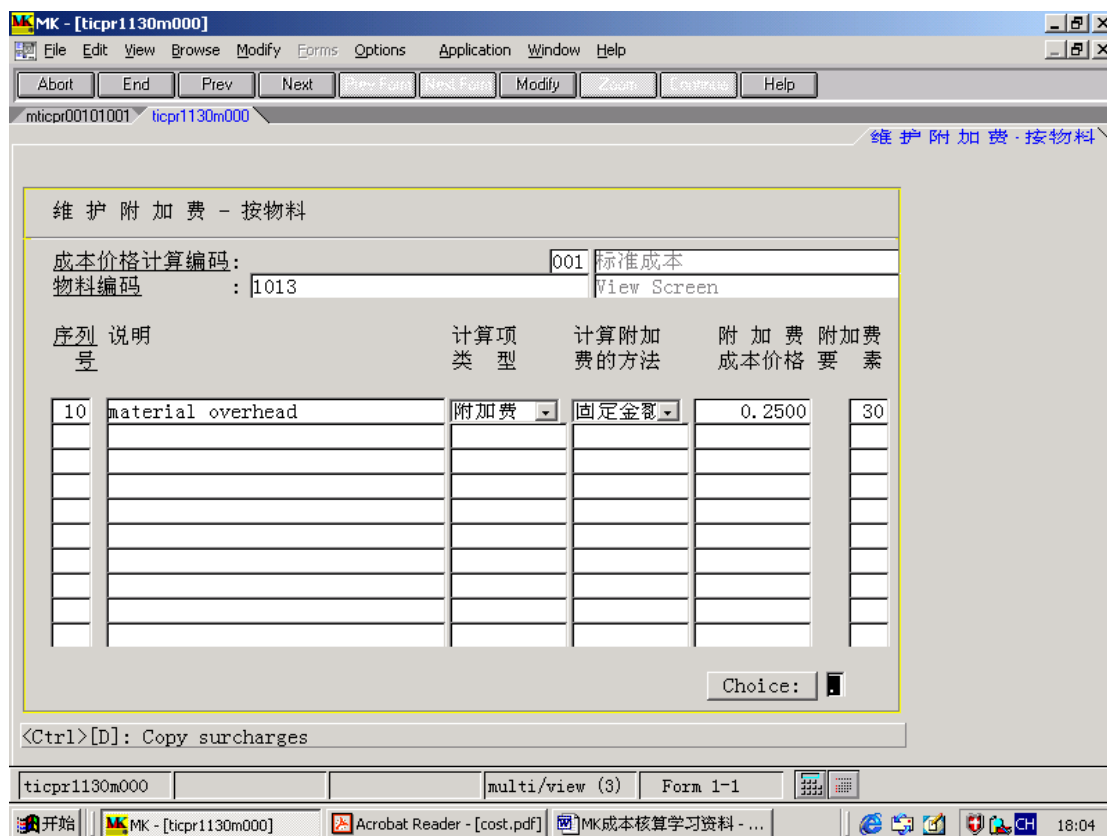 MK - [ticpr1130m000]
File Edit View Browse Modify Forms Options Application Window Help
Abort End Prev Next Prev Form Next Form Modify Zoom Continue Help
mticpr00101001 ticpr1130m000
维 护 附 加 费 - 按物料
维 护 附 加 费 - 按物料
成本价格计算编码: 001 标准成本
物料编码 : 1013 View Screen
序列 说明 计算项 计算附加 附 加 费 附加费
号 类 型 费的方法 成本价格 要 素
10 material overhead 附加费 固定金额 0.2500 30
Choice: .
<Ctrl>[D]: Copy surcharges
ticpr1130m000 multi/view (3) Form 1-1
开始 MK - [ticpr1130m000] Acrobat Reader - [cost.pdf] MK成本核算学习资料 - ... CH 18:04